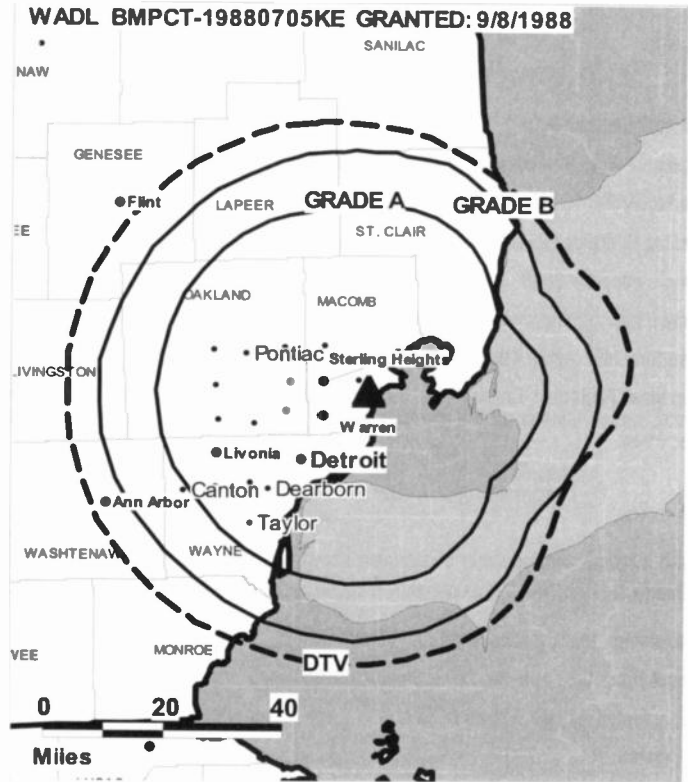 WADL BMPCT-19880705KE GRANTED: 9/8/1988
SANILAC
NAW
GENESEE
Flint
LAPEER
GRADE A
GRADE B
EE
ST. CLAIR
OAKLAND
MACOMB
Pontiac
Sterling Heights
LIVINGSTON
Warren
Livonia
Detroit
Ann Arbor
Canton
Dearborn
Taylor
WASHTENAW
WAYNE
VEE
MONROE
DTV
0 20 40
Miles